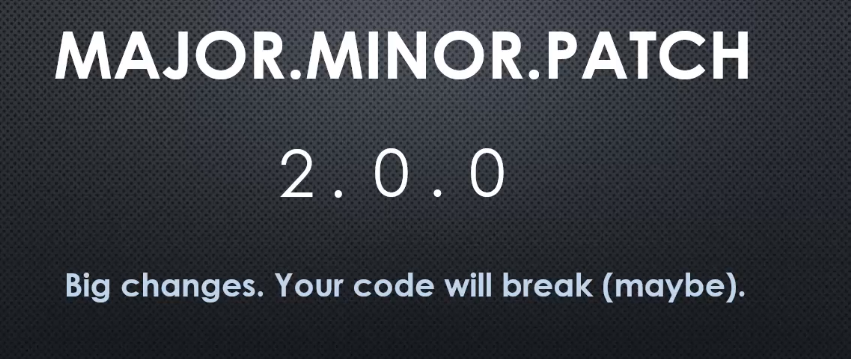 MAJOR.MINOR.PATCH
2 . 0 . 0
Big changes. Your code will break (maybe).